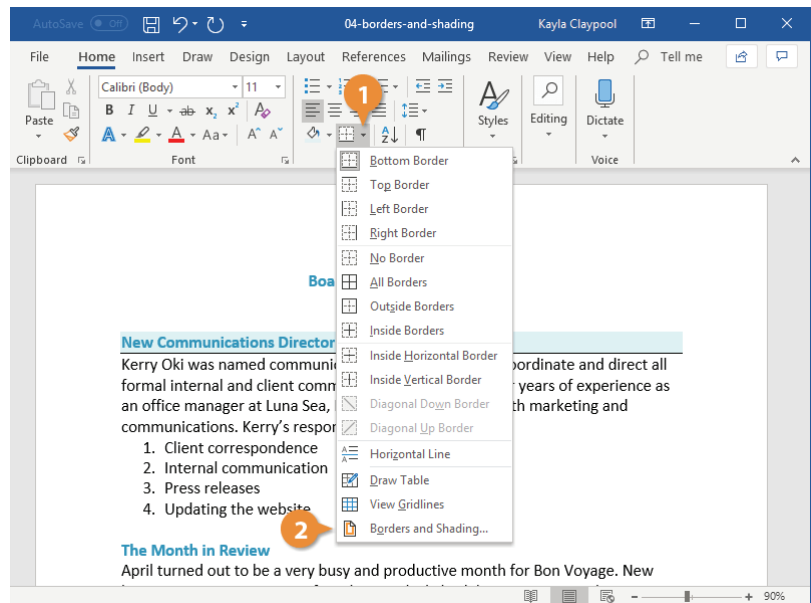 AutoSave Off 04-borders-and-shading Kayla Claypool
File Home Insert Draw Design Layout References Mailings Review View Help Tell me
Calibri (Body) 11
Paste
B I U ab x₂ x² A
A A Aa A^ Aˇ
A Z ¶
Styles Editing Dictate
Clipboard Font Voice
1
Bottom Border
Top Border
Left Border
Right Border
No Border
All Borders
Outside Borders
Inside Borders
Inside Horizontal Border
Inside Vertical Border
Diagonal Down Border
Diagonal Up Border
Horizontal Line
Draw Table
View Gridlines
2 Borders and Shading...
Boa
New Communications Director
Kerry Oki was named communi oordinate and direct all
formal internal and client comm years of experience as
an office manager at Luna Sea, th marketing and
communications. Kerry's respor
1. Client correspondence
2. Internal communication
3. Press releases
4. Updating the website
The Month in Review
April turned out to be a very busy and productive month for Bon Voyage. New
90%